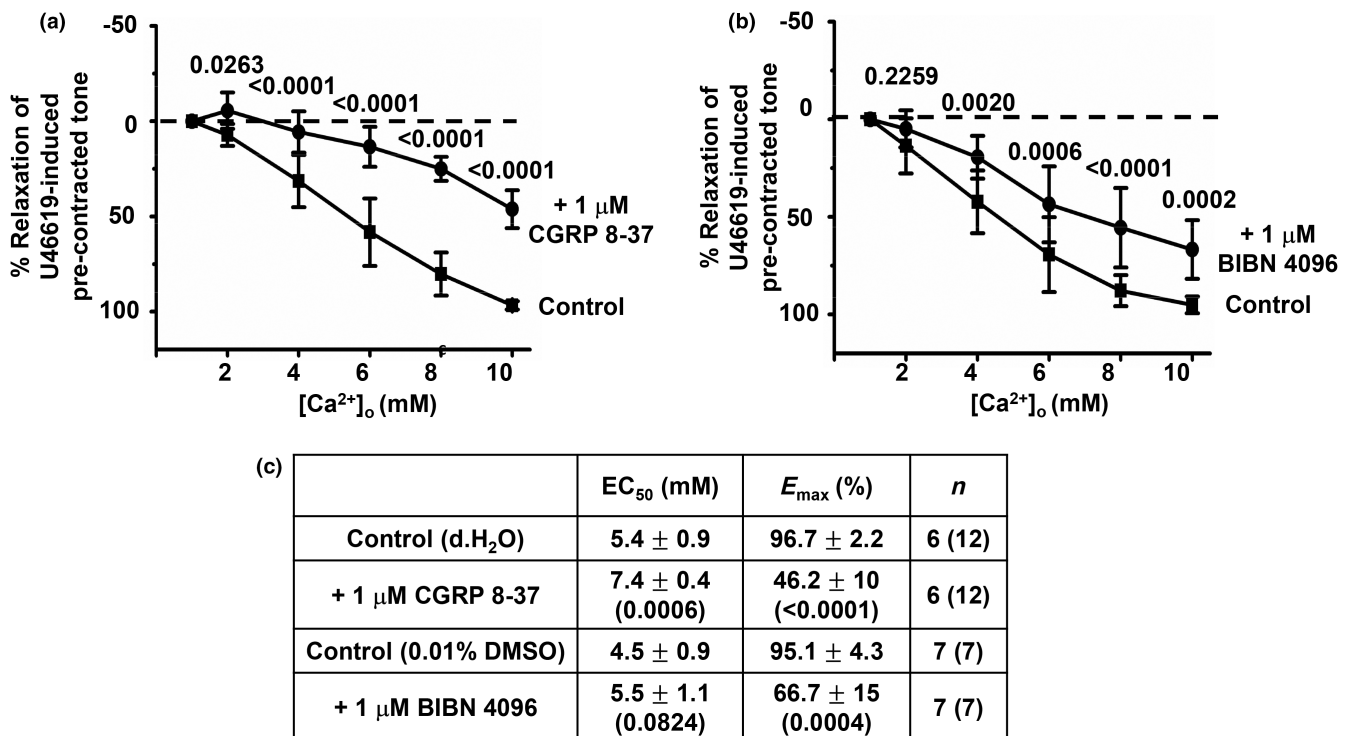 (a)
% Relaxation of
U46619-induced
pre-contracted tone
-50
0
50
100
0.0263
<0.0001
<0.0001
<0.0001
<0.0001
+ 1 μM
CGRP 8-37
Control
2 4 6 8 10
[Ca²⁺]ₒ (mM)
(b)
% Relaxation of
U46619-induced
pre-contracted tone
-50
0
50
100
0.2259
0.0020
0.0006
<0.0001
0.0002
+ 1 μM
BIBN 4096
Control
2 4 6 8 10
[Ca²⁺]ₒ (mM)
(c)
EC₅₀ (mM) Eₘₐₓ (%) n
Control (d.H₂O) 5.4 ± 0.9 96.7 ± 2.2 6 (12)
+ 1 μM CGRP 8-37 7.4 ± 0.4 46.2 ± 10 6 (12)
(0.0006) (<0.0001)
Control (0.01% DMSO) 4.5 ± 0.9 95.1 ± 4.3 7 (7)
+ 1 μM BIBN 4096 5.5 ± 1.1 66.7 ± 15 7 (7)
(0.0824) (0.0004)